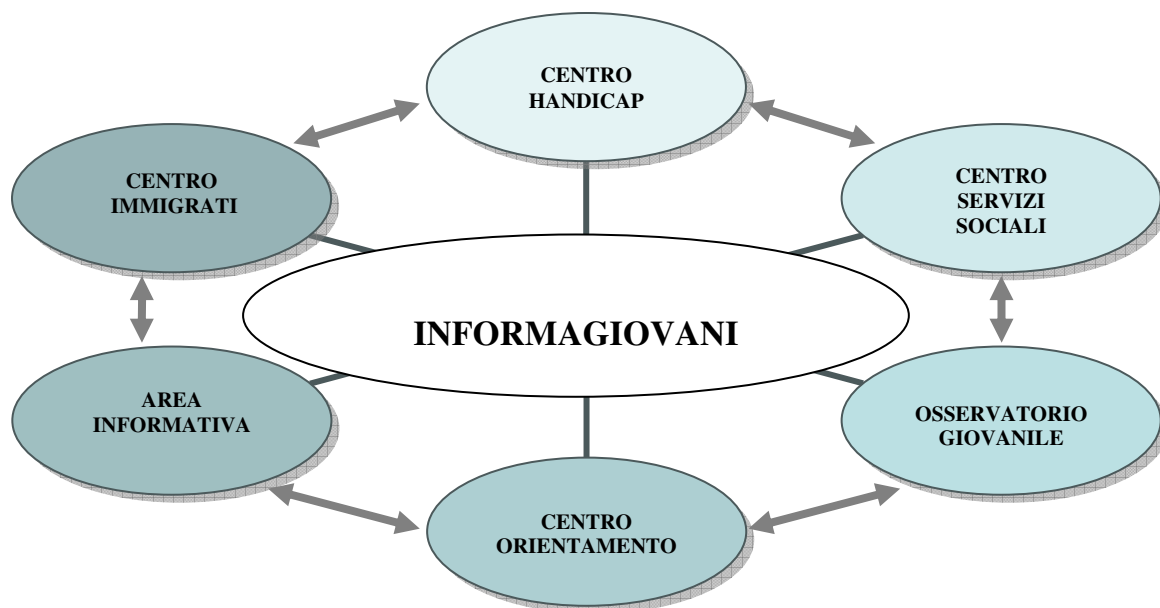 CENTRO
HANDICAP
CENTRO
IMMIGRATI
CENTRO
SERVIZI
SOCIALI
INFORMAGIOVANI
AREA
INFORMATIVA
OSSERVATORIO
GIOVANILE
CENTRO
ORIENTAMENTO